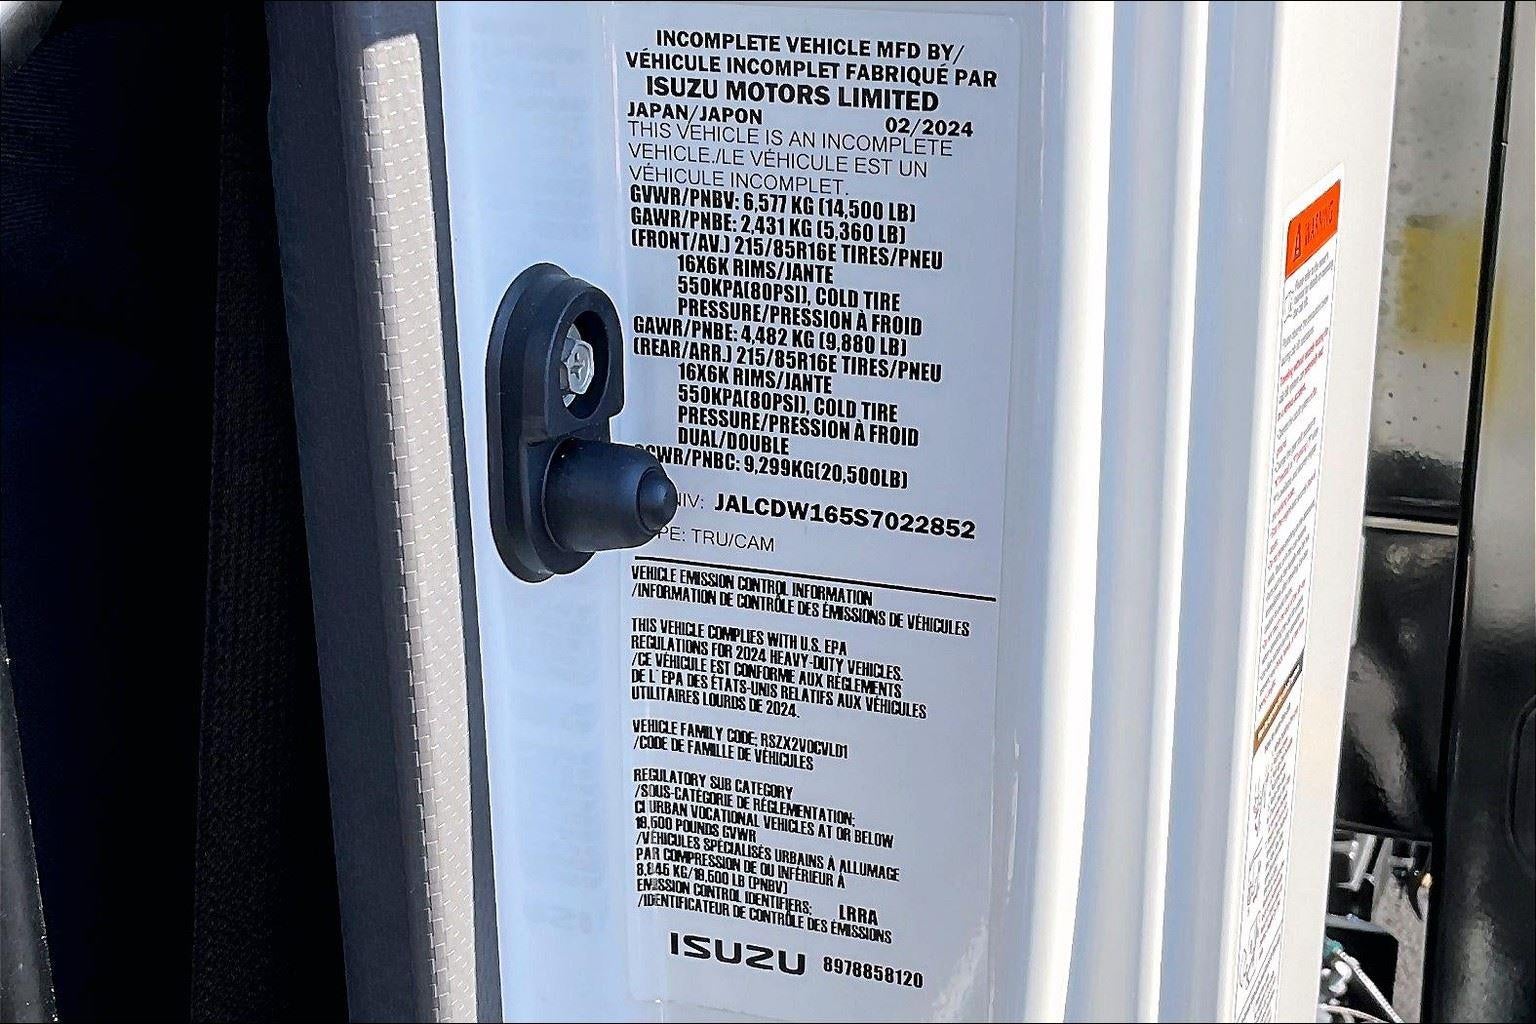 INCOMPLETE VEHICLE MFD BY/
VÉHICULE INCOMPLET FABRIQUÉ PAR
ISUZU MOTORS LIMITED
JAPAN/JAPON 02/2024
THIS VEHICLE IS AN INCOMPLETE
VEHICLE./LE VÉHICULE EST UN
VÉHICULE INCOMPLET.
GVWR/PNBV: 6,577 KG (14,500 LB)
GAWR/PNBE: 2,431 KG (5,360 LB)
(FRONT/AV.) 215/85R16E TIRES/PNEU
16X6K RIMS/JANTE
550KPA(80PSI), COLD TIRE
PRESSURE/PRESSION À FROID
GAWR/PNBE: 4,482 KG (9,880 LB)
(REAR/ARR.) 215/85R16E TIRES/PNEU
16X6K RIMS/JANTE
550KPA(80PSI), COLD TIRE
PRESSURE/PRESSION À FROID
DUAL/DOUBLE
GCWR/PNBC: 9,299KG(20,500LB)
NIV: JALCDW165S7022852
PE: TRU/CAM
VEHICLE EMISSION CONTROL INFORMATION
/INFORMATION DE CONTRÔLE DES ÉMISSIONS DE VÉHICULES
THIS VEHICLE COMPLIES WITH U.S. EPA
REGULATIONS FOR 2024 HEAVY-DUTY VEHICLES.
/CE VÉHICULE EST CONFORME AUX RÈGLEMENTS
DE L' EPA DES ÉTATS-UNIS RELATIFS AUX VÉHICULES
UTILITAIRES LOURDS DE 2024.
VEHICLE FAMILY CODE: RSZX2VOCVLD1
/CODE DE FAMILLE DE VÉHICULES
REGULATORY SUB CATEGORY
/SOUS-CATÉGORIE DE RÉGLEMENTATION:
CI URBAN VOCATIONAL VEHICLES AT OR BELOW
19,500 POUNDS GVWR
/VÉHICULES SPÉCIALISÉS URBAINS À ALLUMAGE
PAR COMPRESSION DE OU INFÉRIEUR À
8,845 KG/19,500 LB (PNBV)
EMISSION CONTROL IDENTIFIERS: LRRA
/IDENTIFICATEUR DE CONTRÔLE DES ÉMISSIONS
ISUZU 8978858120
WARNING